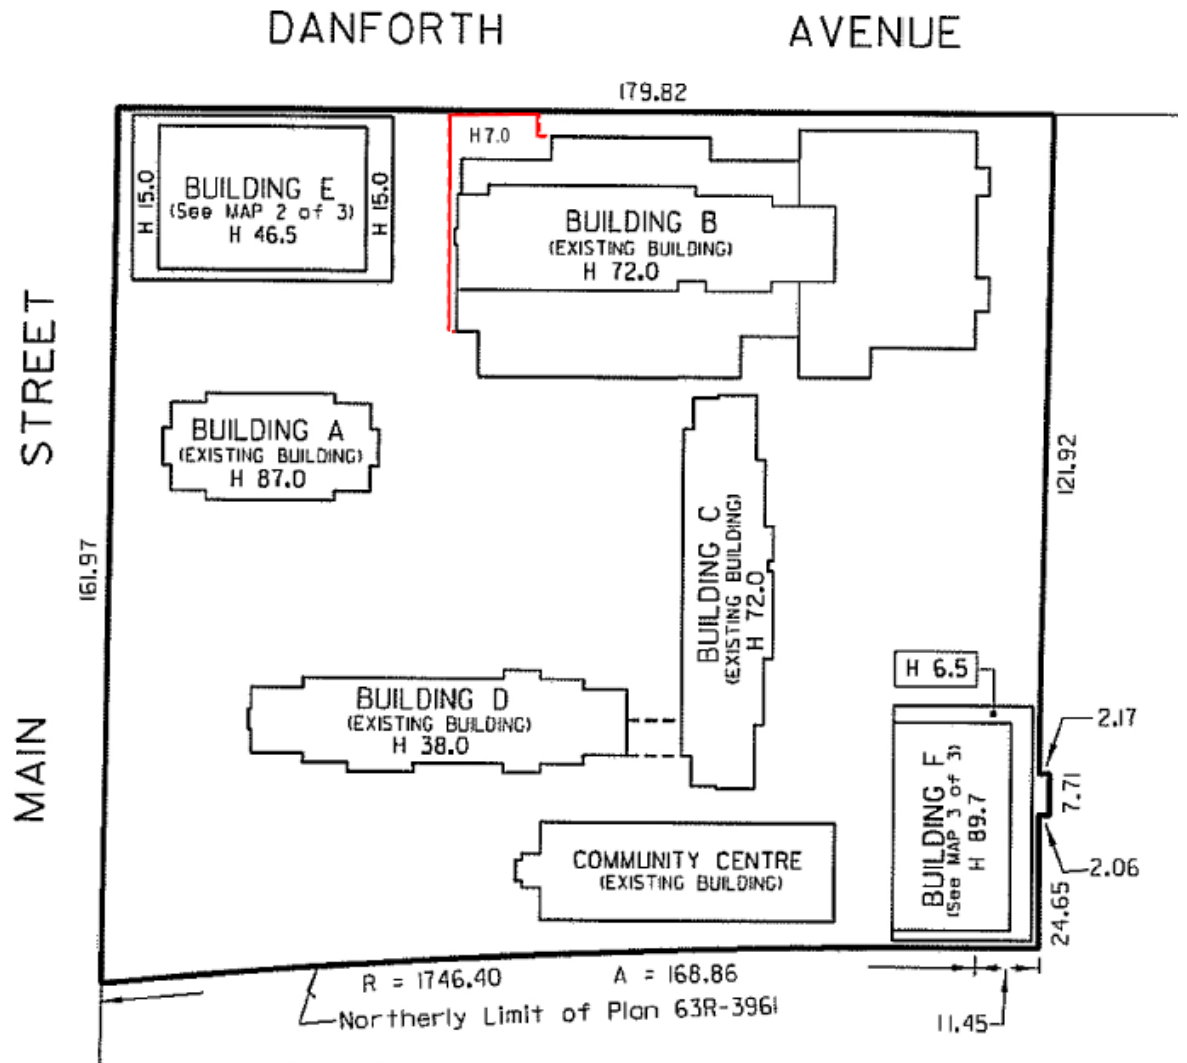 DANFORTH AVENUE
179.82
H 7.0
H 15.0
BUILDING E
(See MAP 2 of 3)
H 46.5
H 15.0
BUILDING B
(EXISTING BUILDING)
H 72.0
MAIN STREET
BUILDING A
(EXISTING BUILDING)
H 87.0
121.92
BUILDING C
(EXISTING BUILDING)
H 72.0
161.97
H 6.5
BUILDING D
(EXISTING BUILDING)
H 38.0
2.17
7.71
BUILDING F
(See MAP 3 of 3)
H 89.7
COMMUNITY CENTRE
(EXISTING BUILDING)
2.06
24.65
R = 1746.40 A = 168.86
Northerly Limit of Plan 63R-3961
11.45